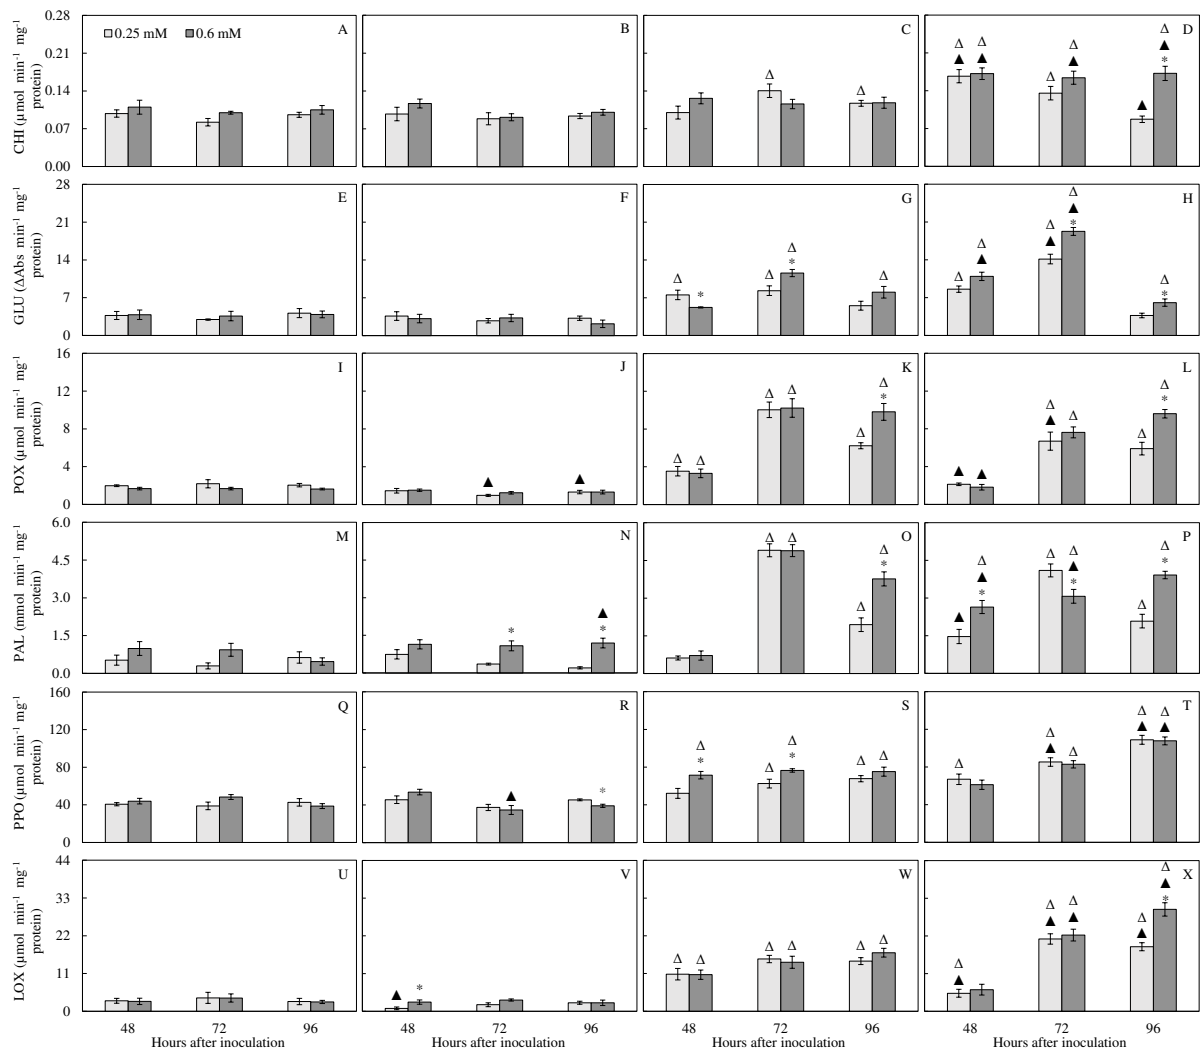 0.28
0.21
0.14
0.07
0.00
CHI (µmol min⁻¹ mg⁻¹
protein)
0.25 mM 0.6 mM
A
B
C
Δ
Δ
D
Δ Δ
▲ ▲
Δ
Δ
▲
▲
Δ
▲
*
28
21
14
7
0
GLU (ΔAbs min⁻¹ mg⁻¹
protein)
E
F
G
Δ
*
Δ
Δ
*
Δ
H
Δ
Δ
▲
Δ
▲
Δ
▲
*
Δ
*
16
12
8
4
0
POX (µmol min⁻¹ mg⁻¹
protein)
I
J
▲
▲
K
Δ Δ
Δ Δ
Δ
Δ
*
L
▲ ▲
Δ
▲
Δ
Δ
Δ
*
6.0
4.5
3.0
1.5
0.0
PAL (mmol min⁻¹ mg⁻¹
protein)
M
N
*
▲
*
O
Δ Δ
Δ
Δ
*
P
▲
Δ
▲
*
Δ
Δ
▲
*
Δ
Δ
*
160
120
80
40
0
PPO (µmol min⁻¹ mg⁻¹
protein)
Q
R
▲
*
S
Δ
*
Δ
Δ
*
Δ Δ
T
Δ
Δ
▲
Δ
Δ Δ
▲ ▲
44
33
22
11
0
LOX (µmol min⁻¹ mg⁻¹
protein)
U
V
▲
*
W
Δ Δ
Δ Δ
Δ Δ
X
Δ
▲
Δ Δ
▲ ▲
Δ
▲
Δ
▲
*
48 72 96
Hours after inoculation
48 72 96
Hours after inoculation
48 72 96
Hours after inoculation
48 72 96
Hours after inoculation